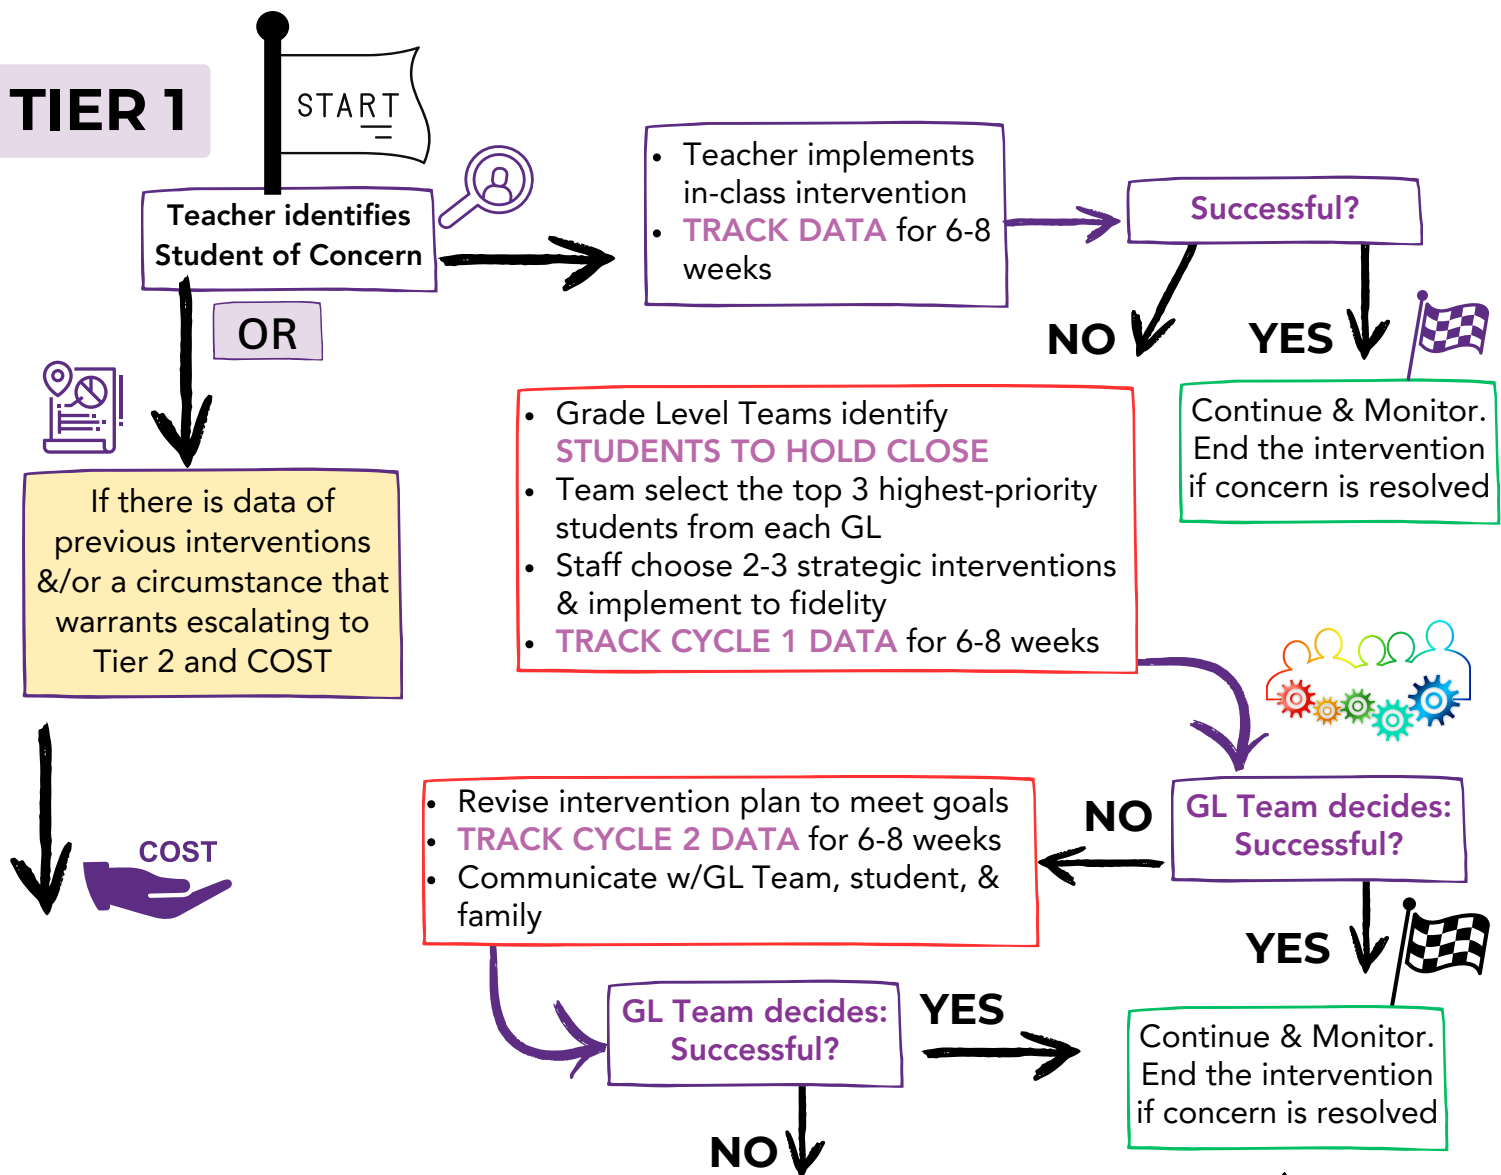 TIER 1
START
Teacher identifies
Student of Concern
• Teacher implements
in-class intervention
• TRACK DATA for 6-8
weeks
Successful?
NO
YES
Continue & Monitor.
End the intervention
if concern is resolved
OR
If there is data of
previous interventions
&/or a circumstance that
warrants escalating to
Tier 2 and COST
COST
• Grade Level Teams identify
STUDENTS TO HOLD CLOSE
• Team select the top 3 highest-priority
students from each GL
• Staff choose 2-3 strategic interventions
& implement to fidelity
• TRACK CYCLE 1 DATA for 6-8 weeks
GL Team decides:
Successful?
NO
YES
• Revise intervention plan to meet goals
• TRACK CYCLE 2 DATA for 6-8 weeks
• Communicate w/GL Team, student, &
family
GL Team decides:
Successful?
YES
NO
Continue & Monitor.
End the intervention
if concern is resolved